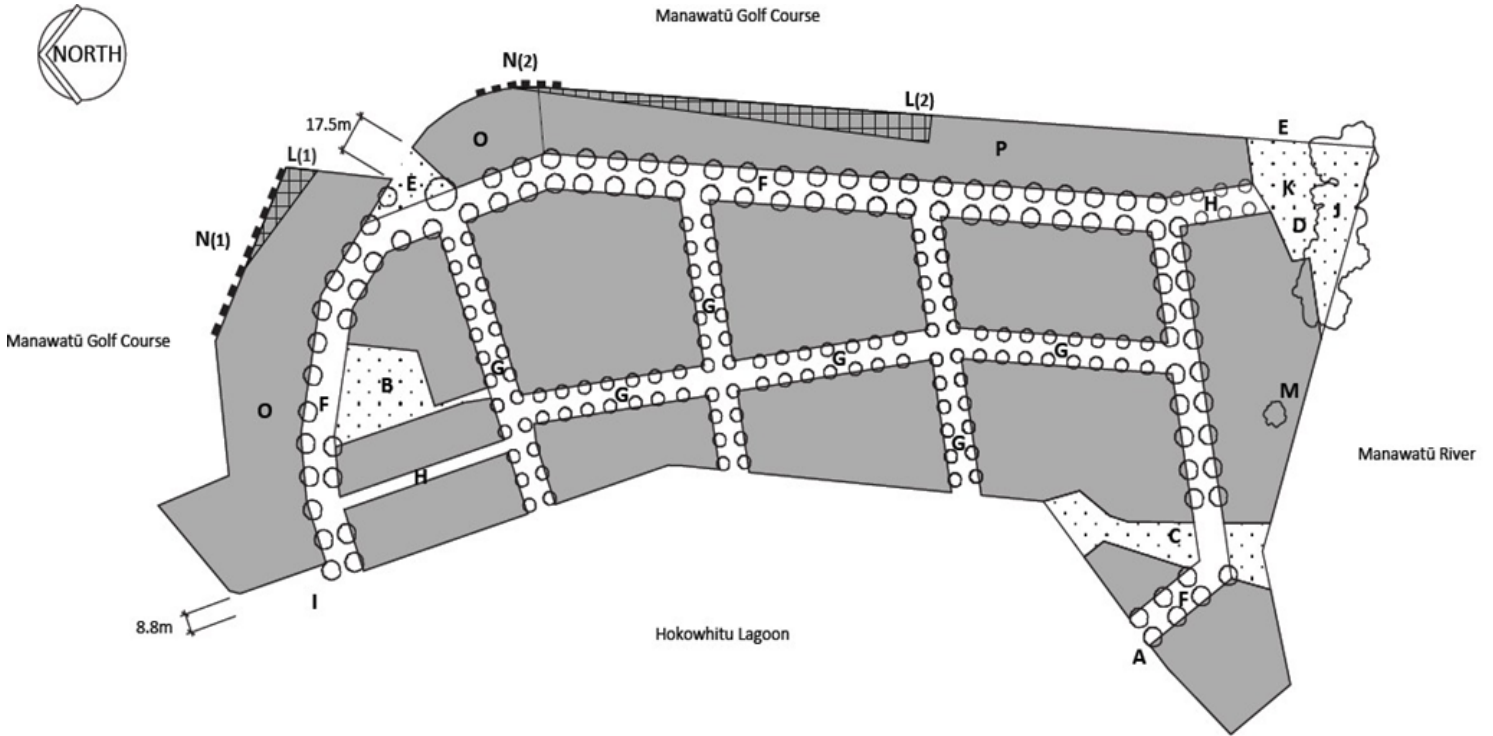 Manawatū Golf Course
NORTH
N(2)
17.5m
L(2)
E
O
P
L(1)
E
F
K
H
J
D
N(1)
G
Manawatū Golf Course
G
G
G
B
G
M
F
O
G
Manawatū River
H
C
F
I
8.8m
Hokowhitu Lagoon
A